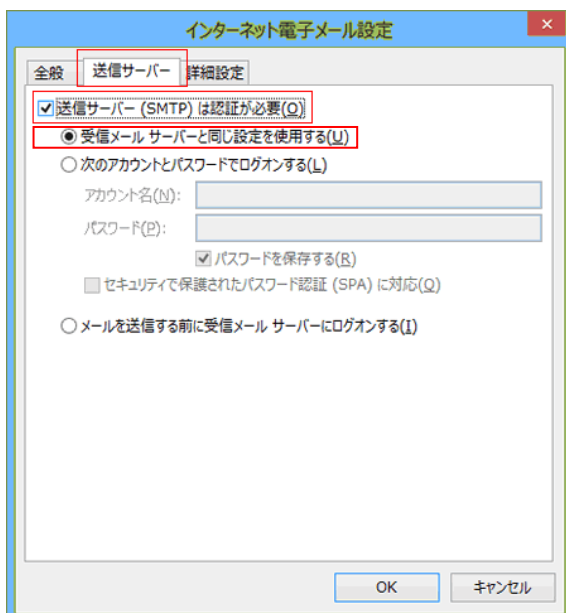 インターネット電子メール設定
×
全般 送信サーバー 詳細設定
送信サーバー (SMTP) は認証が必要(O)
受信メール サーバーと同じ設定を使用する(U)
次のアカウントとパスワードでログオンする(L)
アカウント名(N):
パスワード(P):
パスワードを保存する(R)
セキュリティで保護されたパスワード認証 (SPA) に対応(Q)
メールを送信する前に受信メール サーバーにログオンする(I)
OK キャンセル